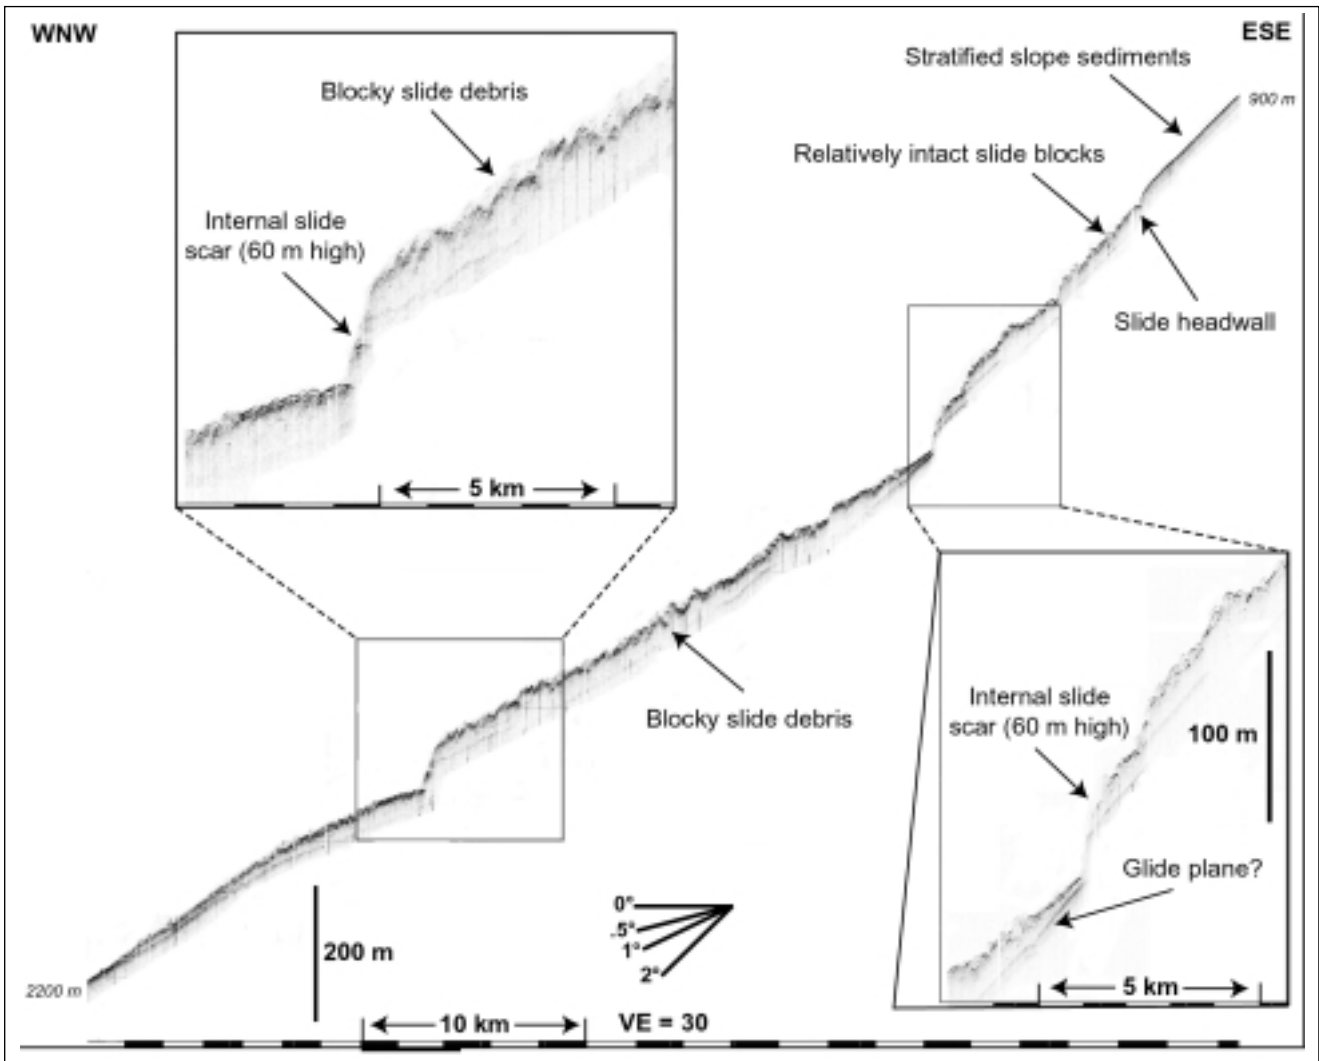 WNW
ESE
Stratified slope sediments
900 m
Blocky slide debris
Relatively intact slide blocks
Internal slide
scar (60 m high)
Slide headwall
5 km
Blocky slide debris
Internal slide
scar (60 m high)
100 m
Glide plane?
0°
.5°
1°
2°
200 m
2200 m
5 km
10 km
VE = 30